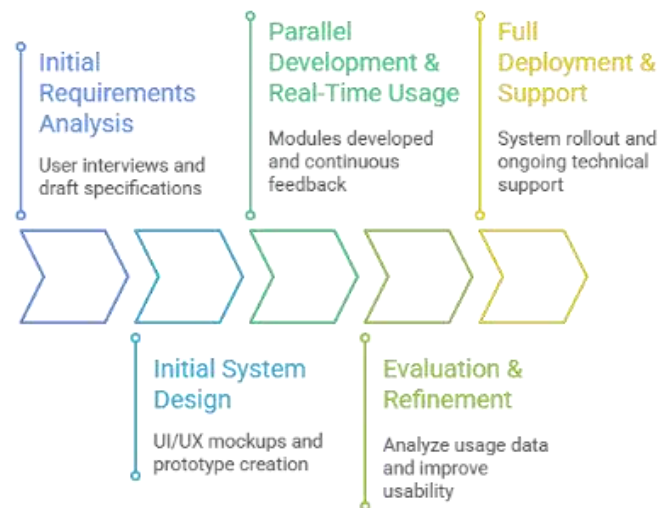 Initial
Requirements
Analysis
User interviews and
draft specifications
Parallel
Development &
Real-Time Usage
Modules developed
and continuous
feedback
Full
Deployment &
Support
System rollout and
ongoing technical
support
Initial System
Design
UI/UX mockups and
prototype creation
Evaluation &
Refinement
Analyze usage data
and improve
usability